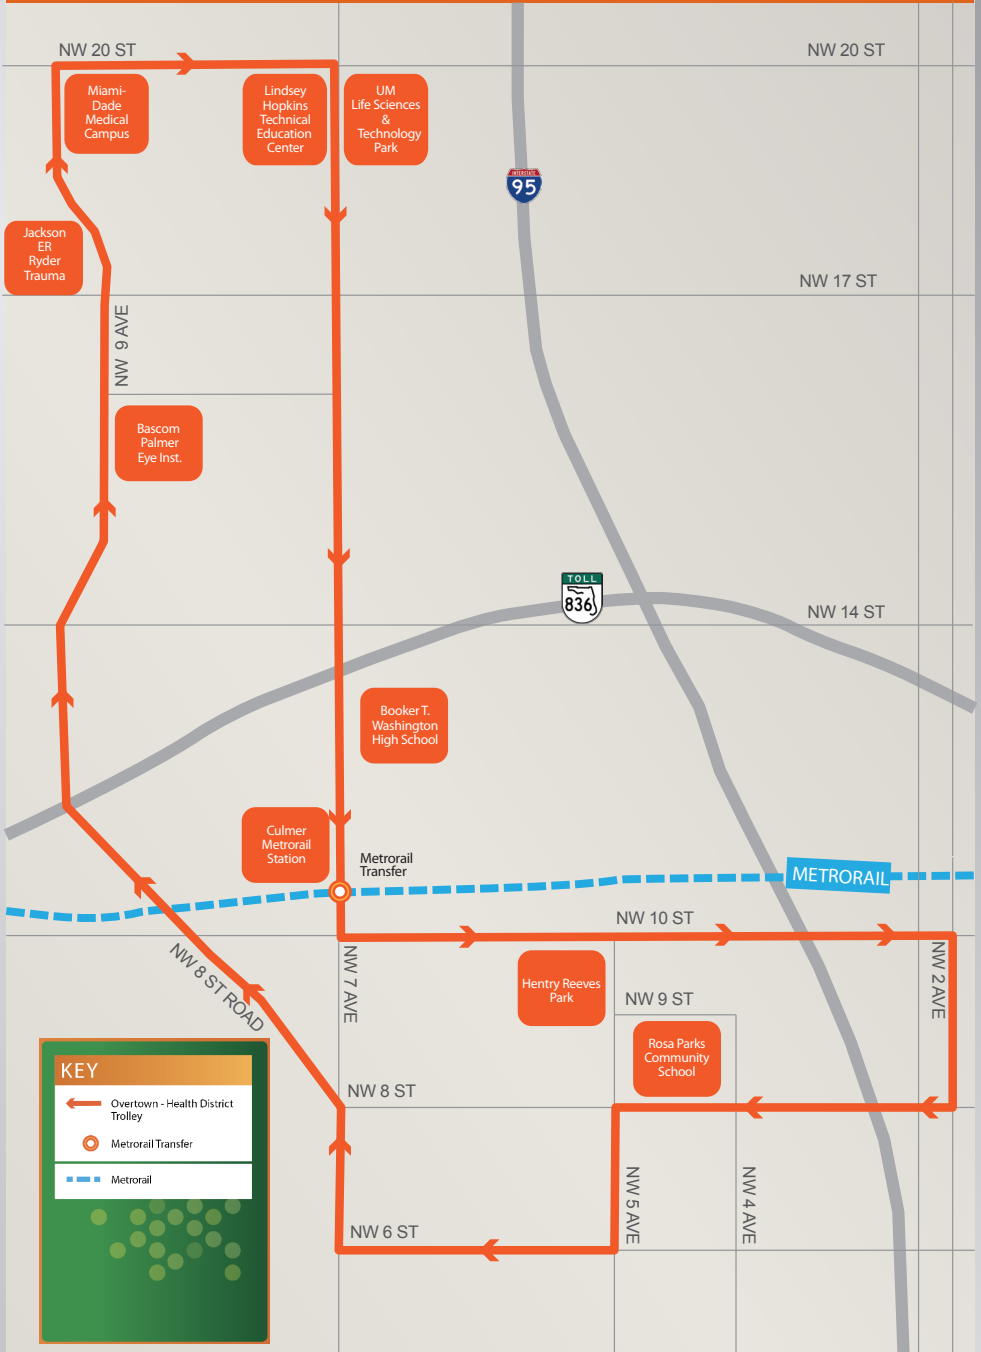 NW 20 ST
NW 20 ST
Miami-
Dade
Medical
Campus
Lindsey
Hopkins
Technical
Education
Center
UM
Life Sciences
&
Technology
Park
INTERSTATE
95
Jackson
ER
Ryder
Trauma
NW 17 ST
NW 9 AVE
Bascom
Palmer
Eye Inst.
TOLL
836
NW 14 ST
Booker T.
Washington
High School
Culmer
Metrorail
Station
Metrorail
Transfer
METRORAIL
NW 10 ST
NW 8 ST ROAD
NW 7 AVE
Hentry Reeves
Park
NW 9 ST
NW 2 AVE
Rosa Parks
Community
School
NW 8 ST
NW 5 AVE
NW 4 AVE
NW 6 ST
KEY
Overtown - Health District
Trolley
Metrorail Transfer
Metrorail